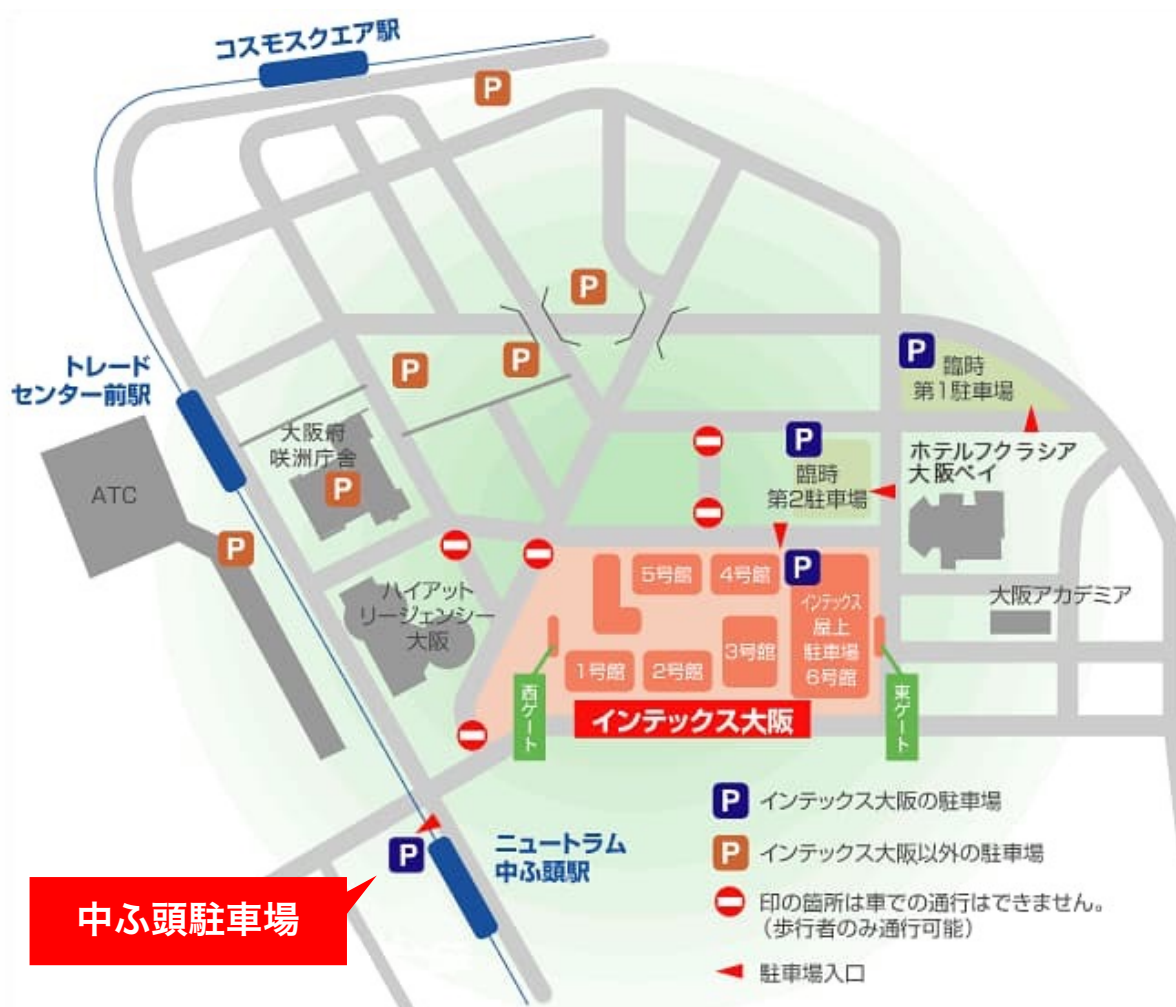 コスモスクエア駅
P
P
トレード
センター前駅
P
P
P
臨時
第1駐車場
大阪府
咲洲庁舎
P
ATC
P
P
臨時
第2駐車場
ホテルフクラシア
大阪ベイ
ハイアット
リージェンシー
大阪
5号館
4号館
P
インテックス
屋上
駐車場
6号館
3号館
1号館
2号館
大阪アカデミア
西ゲート
東ゲート
インテックス大阪
P
ニュートラム
中ふ頭駅
中ふ頭駐車場
P インテックス大阪の駐車場
P インテックス大阪以外の駐車場
印の箇所は車での通行はできません。
（歩行者のみ通行可能）
駐車場入口